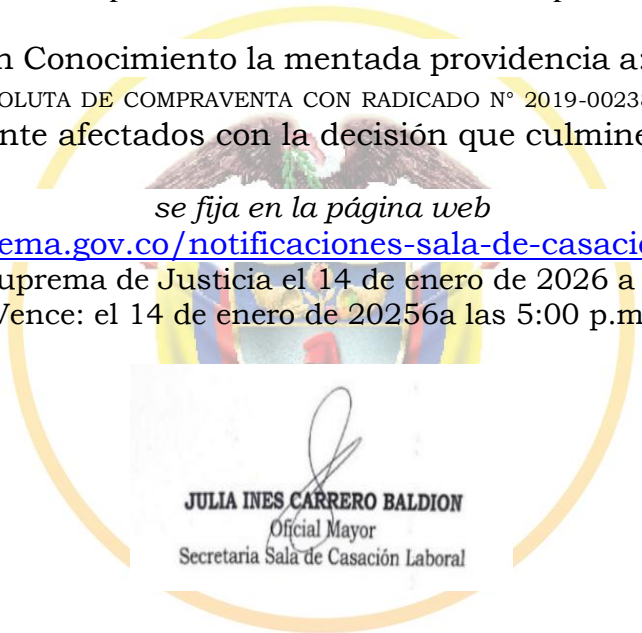 n Conocimiento la mentada providencia a:
OLUTA DE COMPRAVENTA CON RADICADO N° 2019-0023
nte afectados con la decisión que culmine
se fija en la página web
ema.gov.co/notificaciones-sala-de-casaci
uprema de Justicia el 14 de enero de 2026 a
Vence: el 14 de enero de 20256a las 5:00 p.m
JULIA INES CARRERO BALDION
Oficial Mayor
Secretaria Sala de Casación Laboral